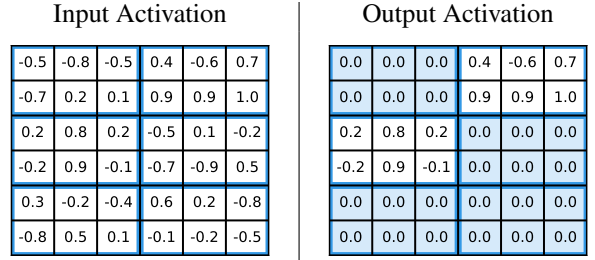 Input Activation Output Activation
-0.5 -0.8 -0.5 0.4 -0.6 0.7 0.0 0.0 0.0 0.4 -0.6 0.7
-0.7 0.2 0.1 0.9 0.9 1.0 0.0 0.0 0.0 0.9 0.9 1.0
0.2 0.8 0.2 -0.5 0.1 -0.2 0.2 0.8 0.2 0.0 0.0 0.0
-0.2 0.9 -0.1 -0.7 -0.9 0.5 -0.2 0.9 -0.1 0.0 0.0 0.0
0.3 -0.2 -0.4 0.6 0.2 -0.8 0.0 0.0 0.0 0.0 0.0 0.0
-0.8 0.5 0.1 -0.1 -0.2 -0.5 0.0 0.0 0.0 0.0 0.0 0.0